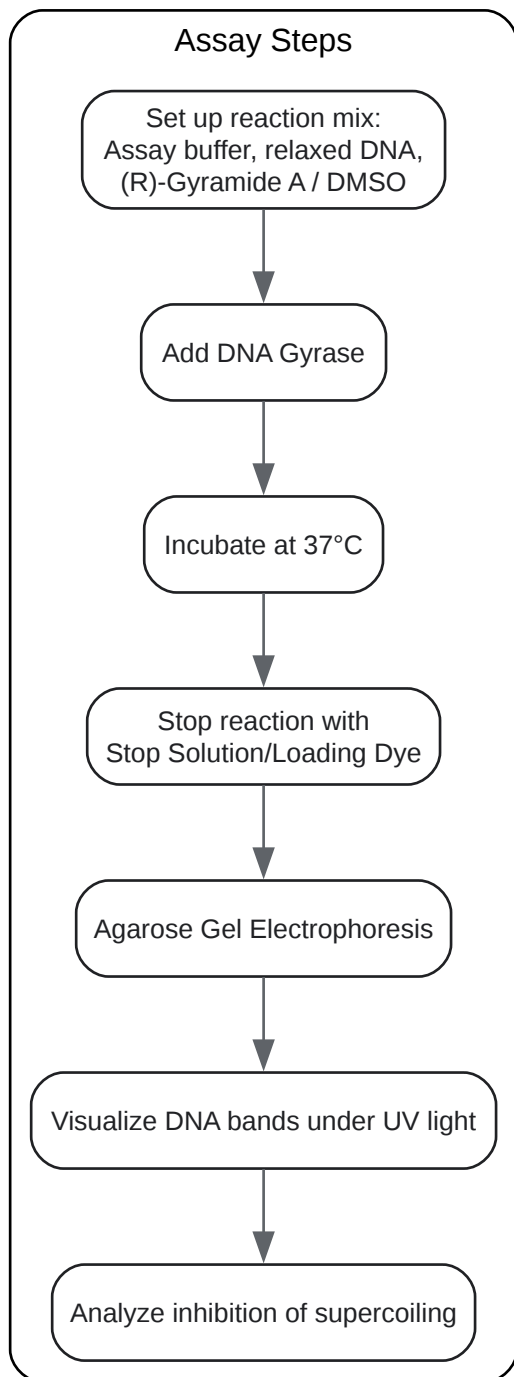 Assay Steps
Set up reaction mix:
Assay buffer, relaxed DNA,
(R)-Gyramide A / DMSO
Add DNA Gyrase
Incubate at 37°C
Stop reaction with
Stop Solution/Loading Dye
Agarose Gel Electrophoresis
Visualize DNA bands under UV light
Analyze inhibition of supercoiling